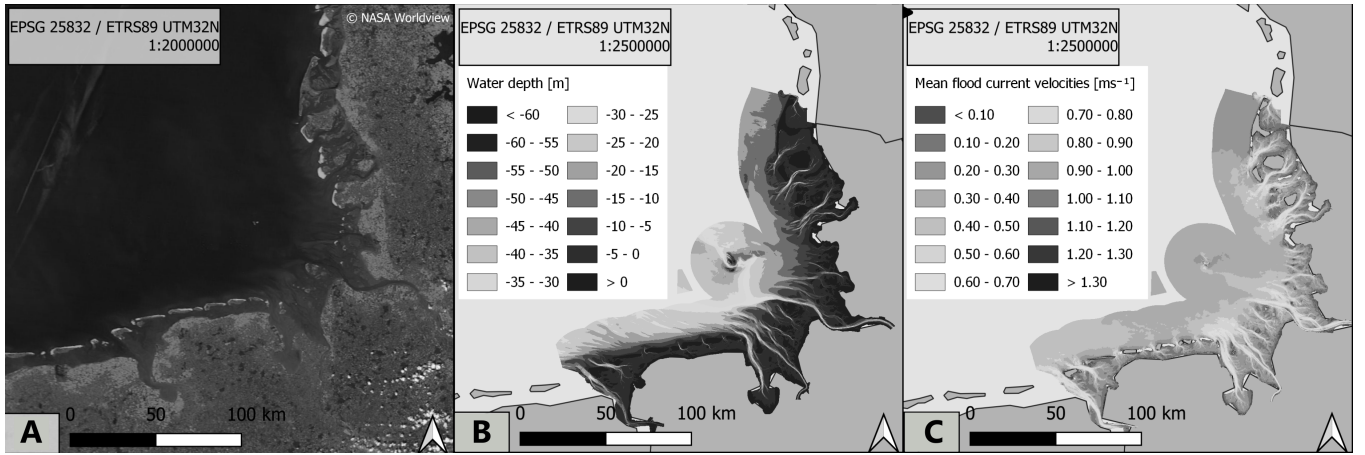 © NASA Worldview
EPSG 25832 / ETRS89 UTM32N
1:2000000
0 50 100 km
A
EPSG 25832 / ETRS89 UTM32N
1:2500000
Water depth [m]
< -60
-60 - -55
-55 - -50
-50 - -45
-45 - -40
-40 - -35
-35 - -30
-30 - -25
-25 - -20
-20 - -15
-15 - -10
-10 - -5
-5 - 0
> 0
0 50 100 km
B
EPSG 25832 / ETRS89 UTM32N
1:2500000
Mean flood current velocities [ms⁻¹]
< 0.10
0.10 - 0.20
0.20 - 0.30
0.30 - 0.40
0.40 - 0.50
0.50 - 0.60
0.60 - 0.70
0.70 - 0.80
0.80 - 0.90
0.90 - 1.00
1.00 - 1.10
1.10 - 1.20
1.20 - 1.30
> 1.30
0 50 100 km
C